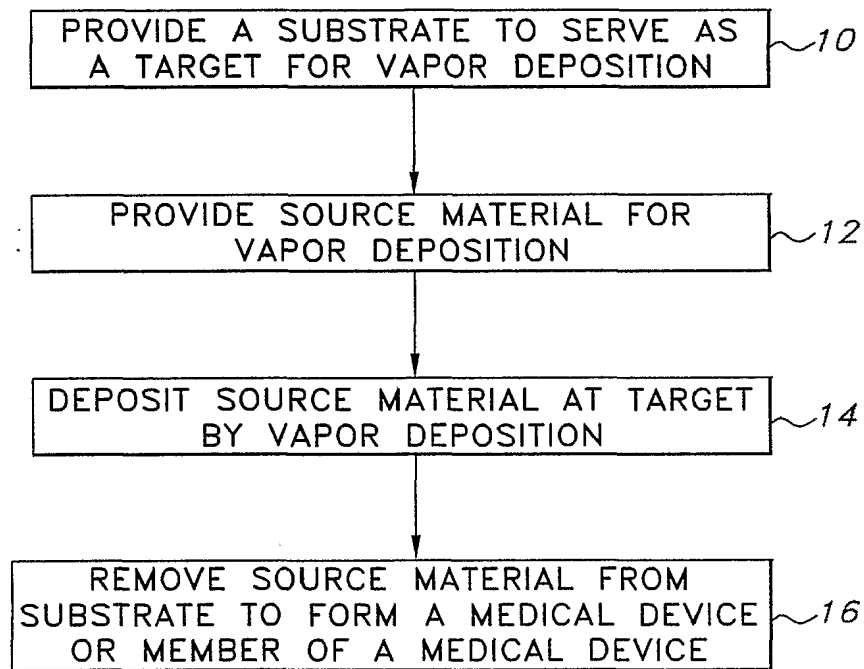 PROVIDE A SUBSTRATE TO SERVE AS
A TARGET FOR VAPOR DEPOSITION
10
PROVIDE SOURCE MATERIAL FOR
VAPOR DEPOSITION
12
DEPOSIT SOURCE MATERIAL AT TARGET
BY VAPOR DEPOSITION
14
REMOVE SOURCE MATERIAL FROM
SUBSTRATE TO FORM A MEDICAL DEVICE
OR MEMBER OF A MEDICAL DEVICE
16